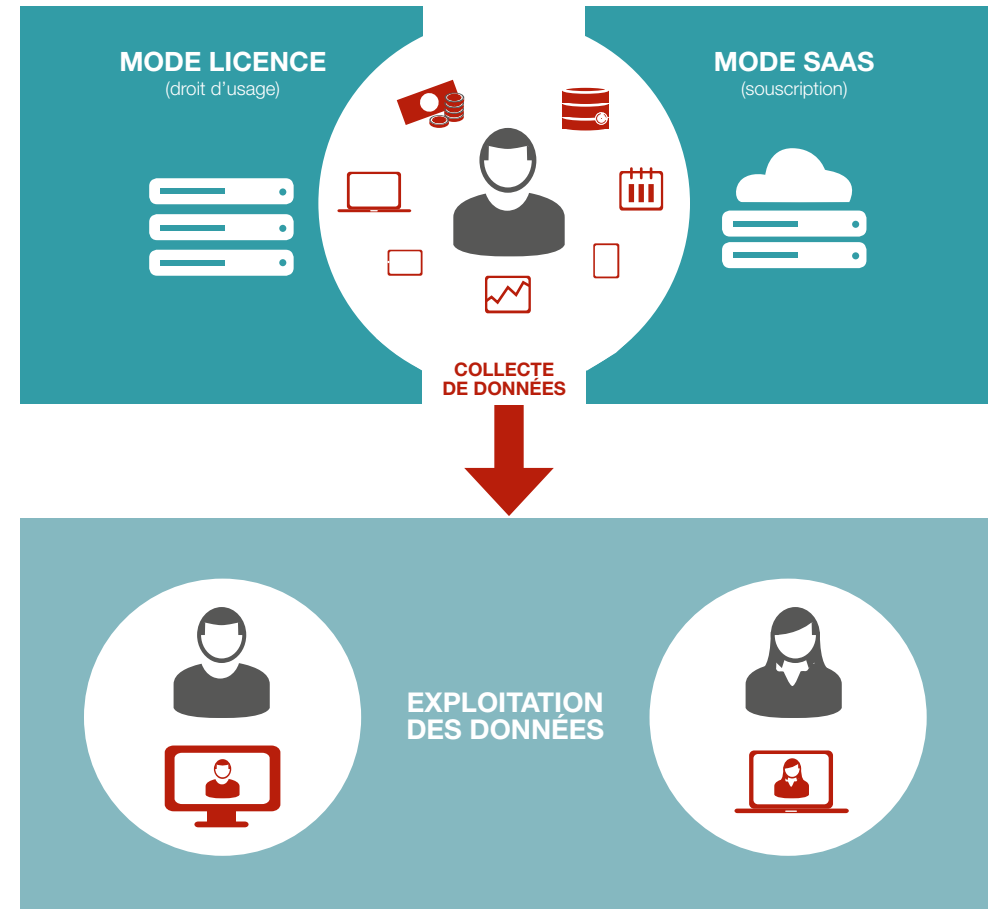 MODE LICENCE
(droit d’usage)
MODE SAAS
(souscription)
COLLECTE
DE DONNÉES
EXPLOITATION
DES DONNÉES